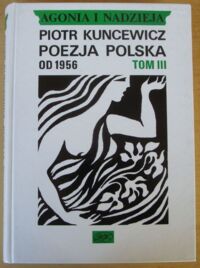 AGONIA I NADZIEJA
PIOTR KUNCEWICZ
POEZJA POLSKA
OD 1956 TOM III